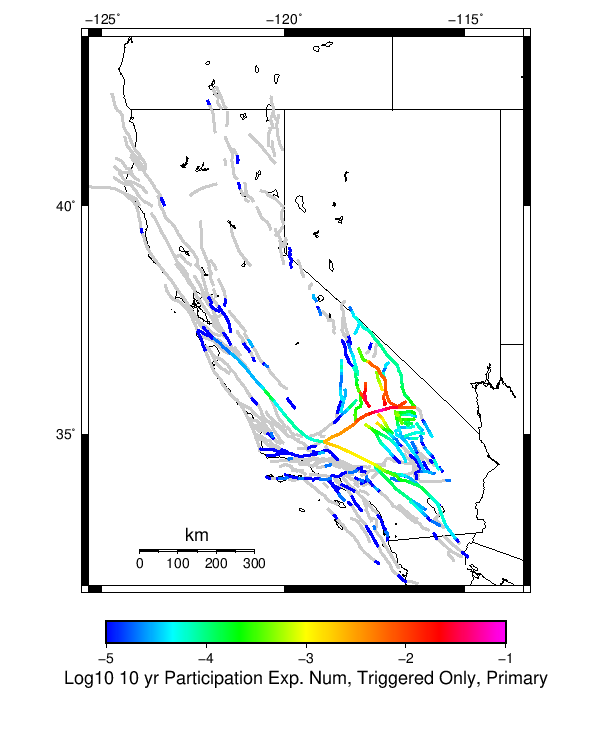 −125° −120° −115°
40°
35°
km
0 100 200 300
−5 −4 −3 −2 −1
Log10 10 yr Participation Exp. Num, Triggered Only, Primary